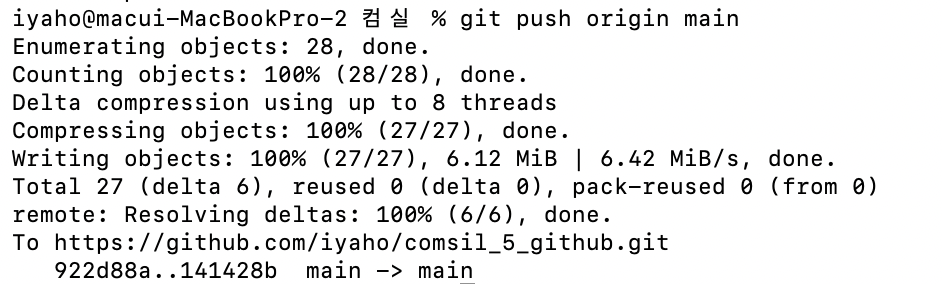 iyaho@macui-MacBookPro-2 컴실 % git push origin main
Enumerating objects: 28, done.
Counting objects: 100% (28/28), done.
Delta compression using up to 8 threads
Compressing objects: 100% (27/27), done.
Writing objects: 100% (27/27), 6.12 MiB | 6.42 MiB/s, done.
Total 27 (delta 6), reused 0 (delta 0), pack-reused 0 (from 0)
remote: Resolving deltas: 100% (6/6), done.
To https://github.com/iyaho/comsil_5_github.git
   922d88a..141428b  main -> main